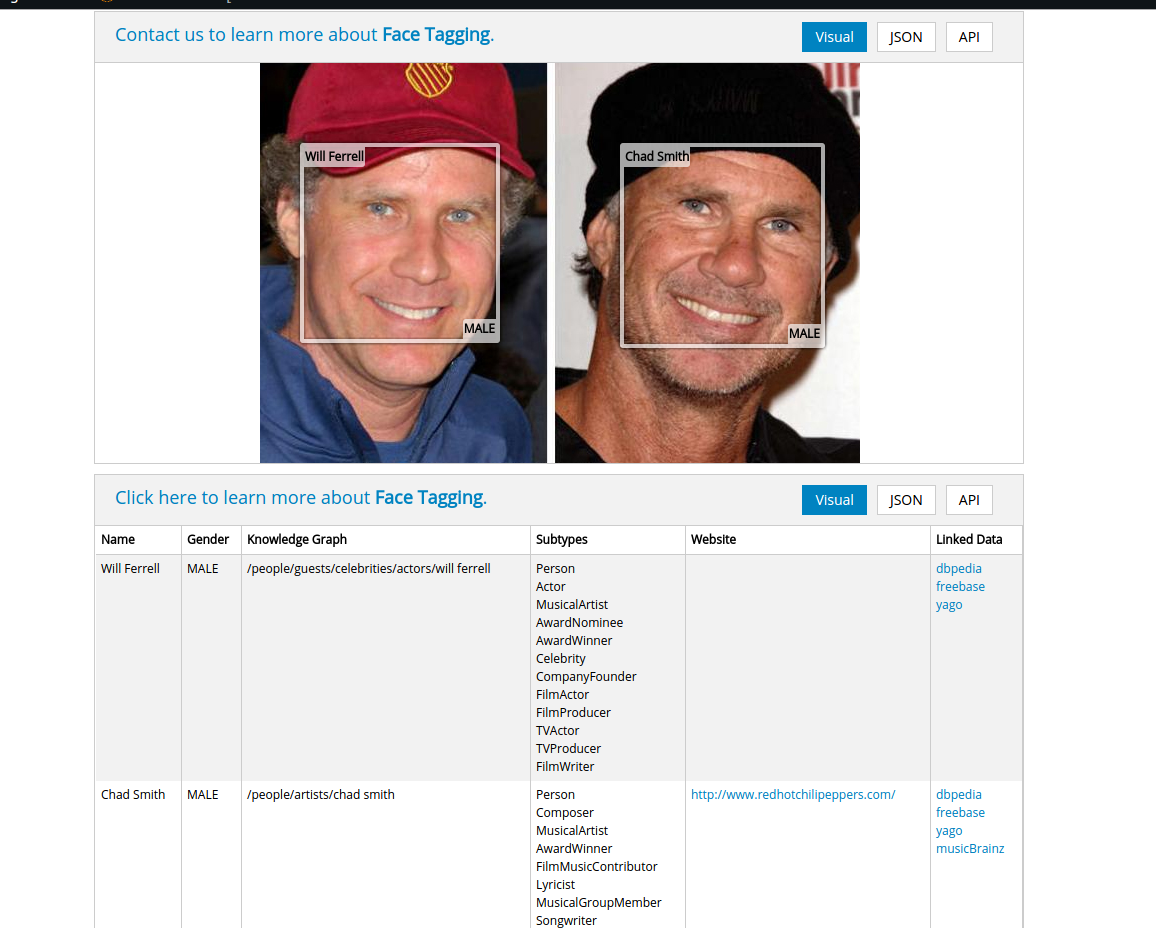 Contact us to learn more about Face Tagging.
Visual JSON API
Will Ferrell
MALE
Chad Smith
MALE
Click here to learn more about Face Tagging.
Visual JSON API
Name Gender Knowledge Graph Subtypes Website Linked Data
Will Ferrell MALE /people/guests/celebrities/actors/will ferrell Person dbpedia
Actor freebase
MusicalArtist yago
AwardNominee
AwardWinner
Celebrity
CompanyFounder
FilmActor
FilmProducer
TVActor
TVProducer
FilmWriter
Chad Smith MALE /people/artists/chad smith Person http://www.redhotchilipeppers.com/ dbpedia
Composer freebase
MusicalArtist yago
AwardWinner musicBrainz
FilmMusicContributor
Lyricist
MusicalGroupMember
Songwriter